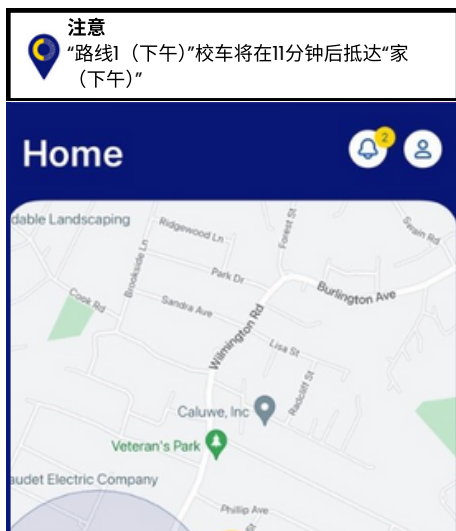 注意
“路线1（下午）”校车将在11分钟后抵达“家
（下午）”
Home
2
dable Landscaping
Ridgewood Ln
Forest St
Swain Rd
Brookside Ln
Park Dr
Burlington Ave
Cook Rd
Sandra Ave
Wilmington Rd
Lisa St
Radcliff St
Caluwe, Inc
Veteran's Park
audet Electric Company
Phillip Ave
St